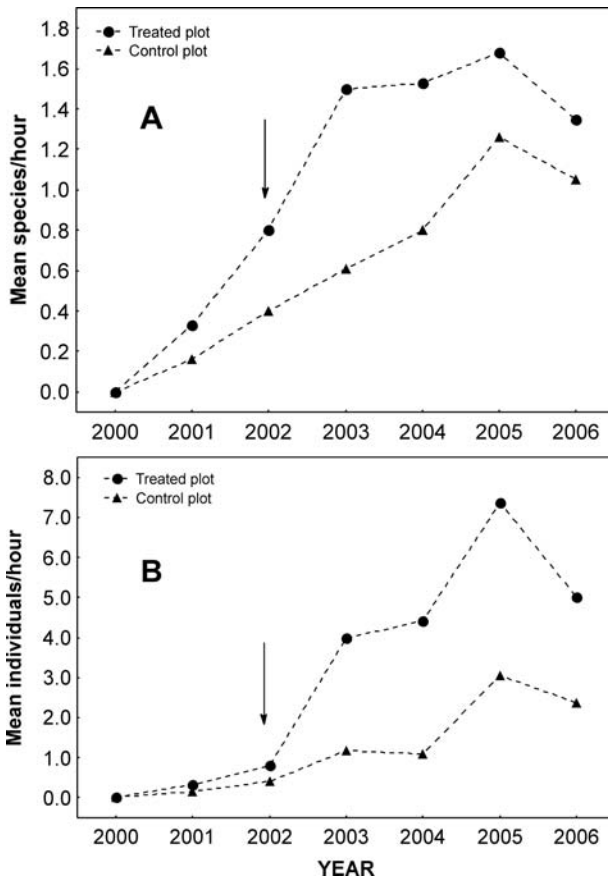 1.8
1.6
1.4
1.2
1.0
0.8
0.6
0.4
0.2
0.0
Mean species/hour
Treated plot
Control plot
A
2000 2001 2002 2003 2004 2005 2006
8.0
7.0
6.0
5.0
4.0
3.0
2.0
1.0
0.0
Mean individuals/hour
Treated plot
Control plot
B
2000 2001 2002 2003 2004 2005 2006
YEAR